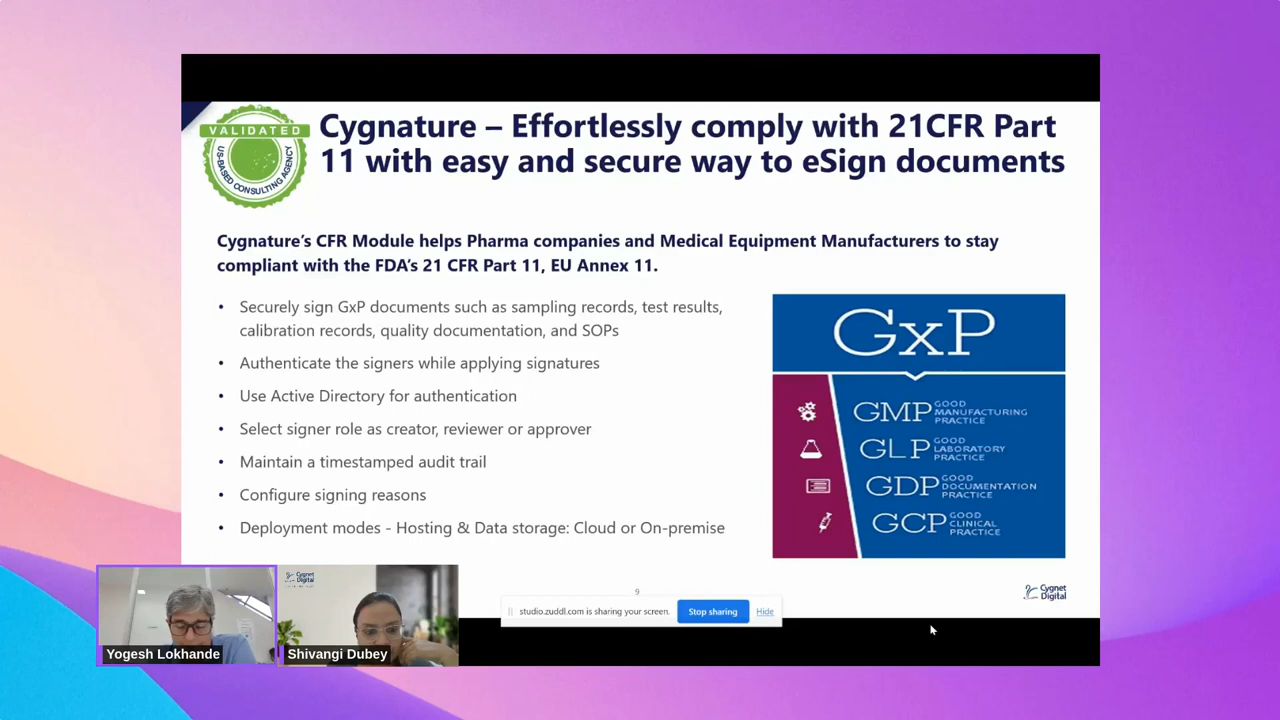 VALIDATED
US-BASED CONSULTING AGENCY
Cygnature – Effortlessly comply with 21CFR Part
11 with easy and secure way to eSign documents
Cygnature's CFR Module helps Pharma companies and Medical Equipment Manufacturers to stay
compliant with the FDA's 21 CFR Part 11, EU Annex 11.
• Securely sign GxP documents such as sampling records, test results,
calibration records, quality documentation, and SOPs
• Authenticate the signers while applying signatures
• Use Active Directory for authentication
• Select signer role as creator, reviewer or approver
• Maintain a timestamped audit trail
• Configure signing reasons
• Deployment modes - Hosting & Data storage: Cloud or On-premise
GxP
GMP GOOD
MANUFACTURING
PRACTICE
GLP GOOD
LABORATORY
PRACTICE
GDP GOOD
DOCUMENTATION
PRACTICE
GCP GOOD
CLINICAL
PRACTICE
9
Cygnet
Digital
studio.zuddl.com is sharing your screen.
Stop sharing
Hide
Cygnet
Digital
Yogesh Lokhande
Shivangi Dubey